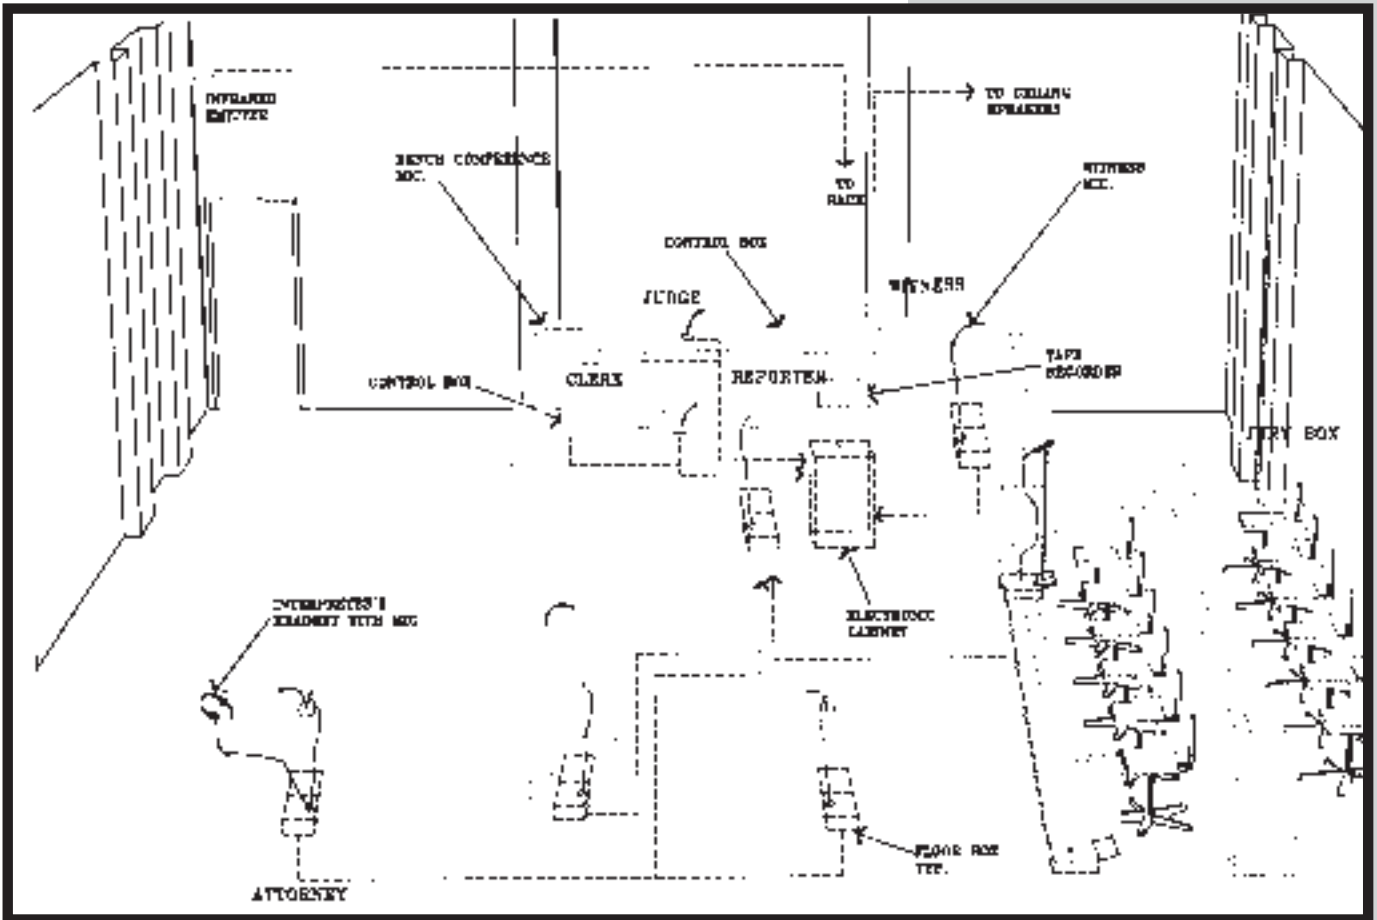 INFRARED
EMITTER
TO CEILING
SPEAKERS
BENCH CONFERENCE
MIC.
WITNESS
MIC.
TO
RACK
CONTROL BOX
WITNESS
JUDGE
TAPE
RECORDER
CONTROL BOX
CLERK
REPORTER
JURY BOX
INTERPRETER'S
HEADSET WITH MIC
ELECTRONIC
CABINET
FLOOR BOX
TYP.
ATTORNEY